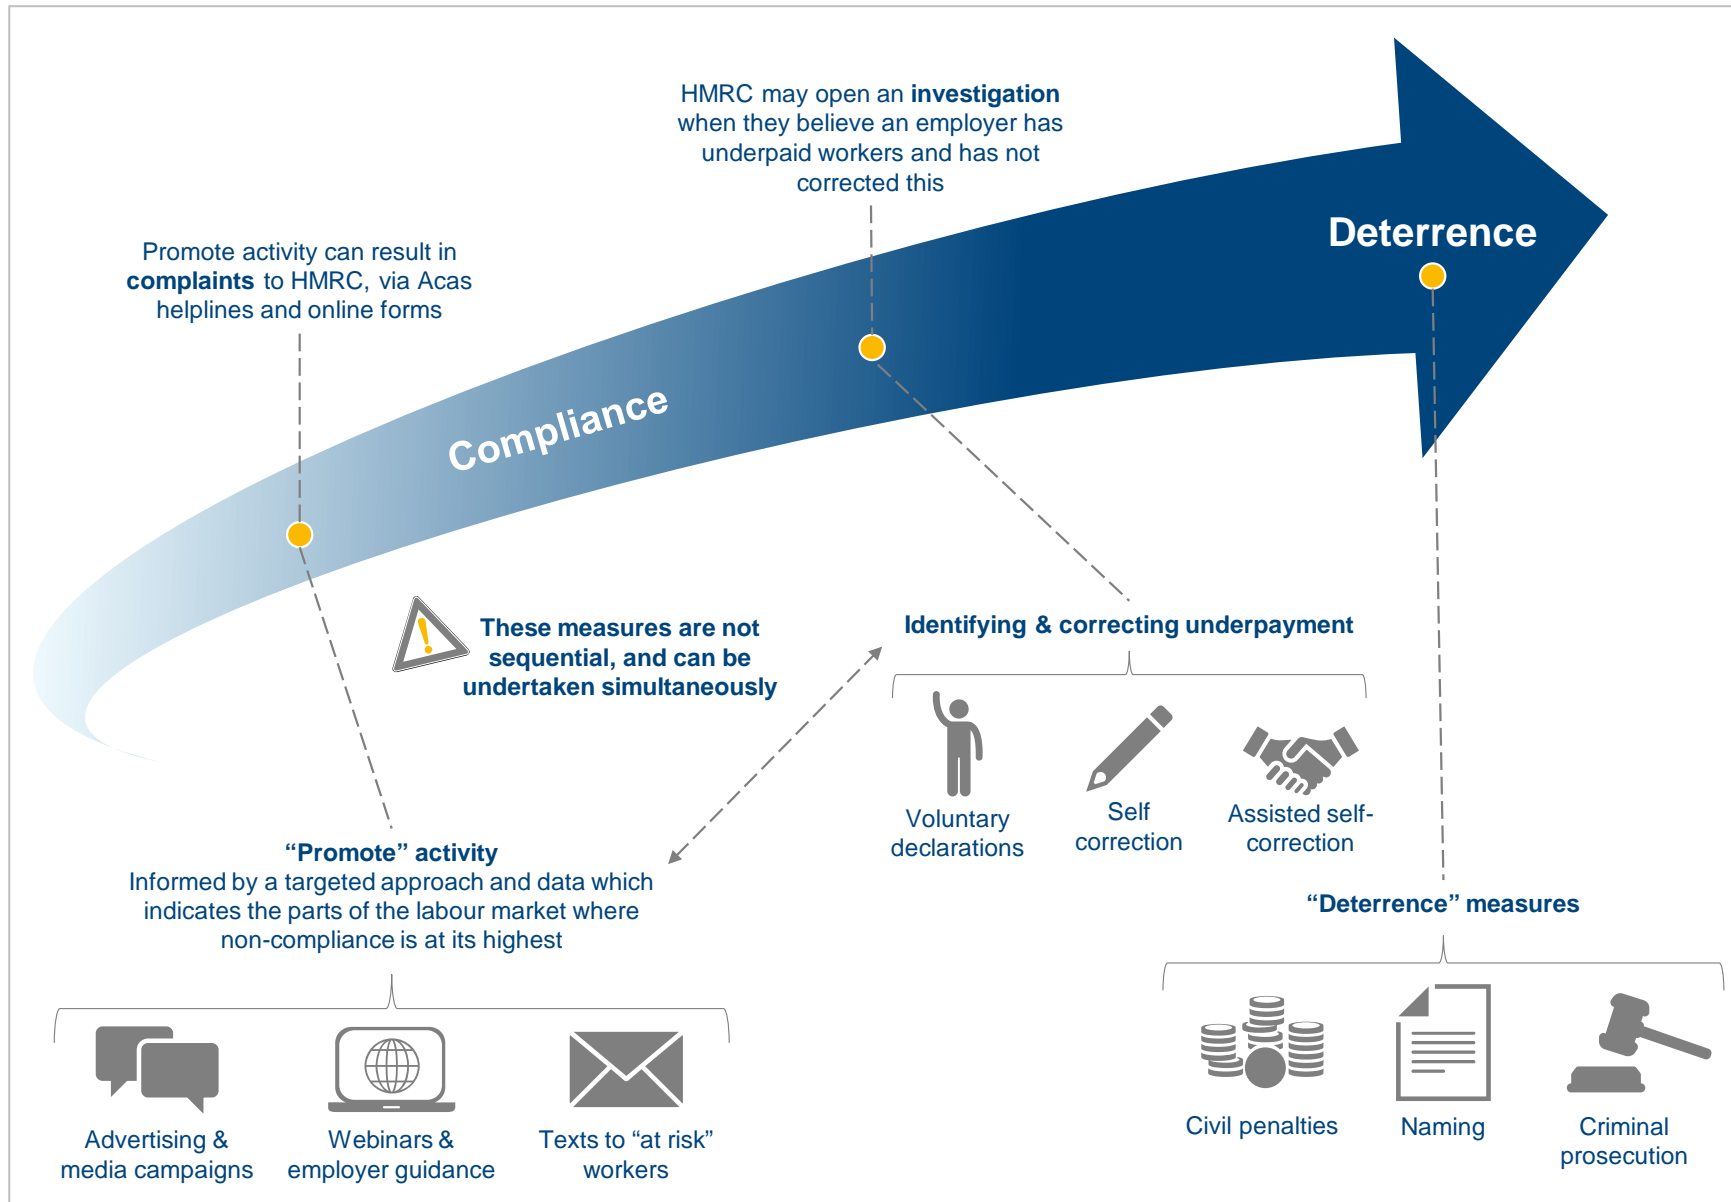 HMRC may open an investigation
when they believe an employer has
underpaid workers and has not
corrected this
Deterrence
Promote activity can result in
complaints to HMRC, via Acas
helplines and online forms
Compliance
These measures are not
sequential, and can be
undertaken simultaneously
Identifying & correcting underpayment
Voluntary
declarations
Self
correction
Assisted self-
correction
“Promote” activity
Informed by a targeted approach and data which
indicates the parts of the labour market where
non-compliance is at its highest
“Deterrence” measures
Advertising &
media campaigns
Webinars &
employer guidance
Texts to “at risk”
workers
Civil penalties
Naming
Criminal
prosecution